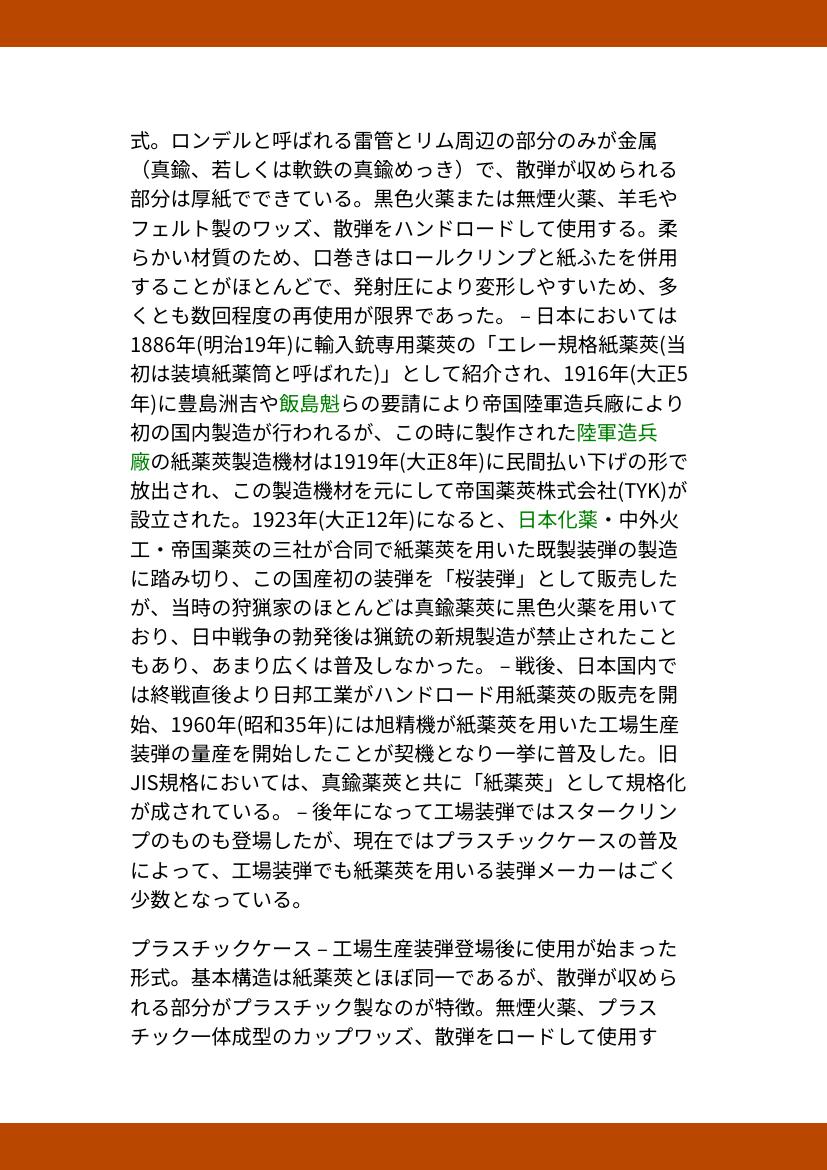 式。ロンデルと呼ばれる雷管とリム周辺の部分のみが金属
（真鍮、若しくは軟鉄の真鍮めっき）で、散弾が収められる
部分は厚紙でできている。黒色火薬または無煙火薬、羊毛や
フェルト製のワッズ、散弾をハンドロードして使用する。柔
らかい材質のため、口巻きはロールクリンプと紙ふたを併用
することがほとんどで、発射圧により変形しやすいため、多
くとも数回程度の再使用が限界であった。 – 日本においては
1886年(明治19年)に輸入銃専用薬莢の「エレー規格紙薬莢(当
初は装填紙薬筒と呼ばれた)」として紹介され、1916年(大正5
年)に豊島洲吉や飯島魁らの要請により帝国陸軍造兵廠により
初の国内製造が行われるが、この時に製作された陸軍造兵
廠の紙薬莢製造機材は1919年(大正8年)に民間払い下げの形で
放出され、この製造機材を元にして帝国薬莢株式会社(TYK)が
設立された。1923年(大正12年)になると、日本化薬・中外火
工・帝国薬莢の三社が合同で紙薬莢を用いた既製装弾の製造
に踏み切り、この国産初の装弾を「桜装弾」として販売した
が、当時の狩猟家のほとんどは真鍮薬莢に黒色火薬を用いて
おり、日中戦争の勃発後は猟銃の新規製造が禁止されたこと
もあり、あまり広くは普及しなかった。 – 戦後、日本国内で
は終戦直後より日邦工業がハンドロード用紙薬莢の販売を開
始、1960年(昭和35年)には旭精機が紙薬莢を用いた工場生産
装弾の量産を開始したことが契機となり一挙に普及した。旧
JIS規格においては、真鍮薬莢と共に「紙薬莢」として規格化
が成されている。 – 後年になって工場装弾ではスタークリン
プのものも登場したが、現在ではプラスチックケースの普及
によって、工場装弾でも紙薬莢を用いる装弾メーカーはごく
少数となっている。
プラスチックケース – 工場生産装弾登場後に使用が始まった
形式。基本構造は紙薬莢とほぼ同一であるが、散弾が収めら
れる部分がプラスチック製なのが特徴。無煙火薬、プラス
チック一体成型のカップワッズ、散弾をロードして使用す